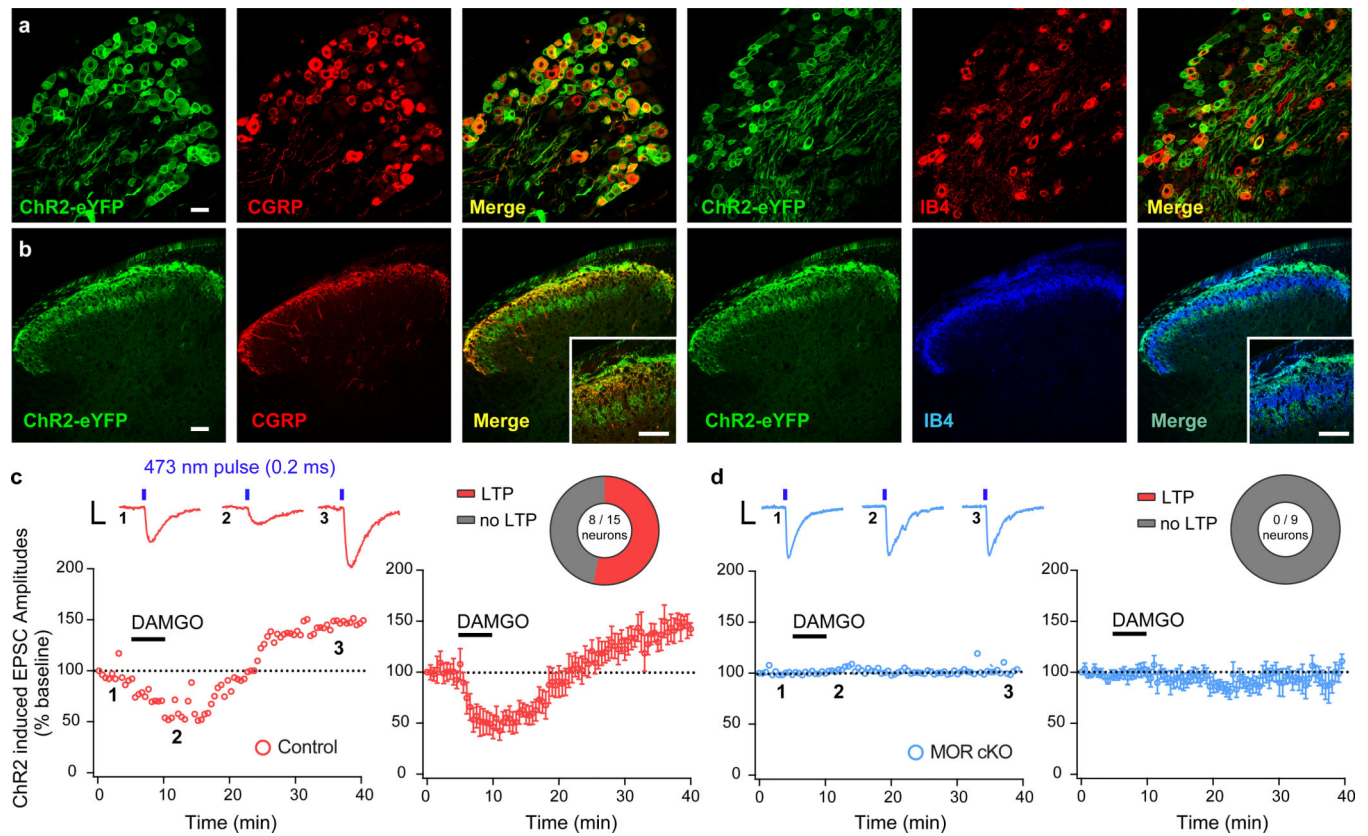 a
ChR2-eYFP
CGRP
Merge
ChR2-eYFP
IB4
Merge
b
ChR2-eYFP
CGRP
Merge
ChR2-eYFP
IB4
Merge
c
473 nm pulse (0.2 ms)
1
2
3
LTP
no LTP
8 / 15
neurons
ChR2 induced EPSC Amplitudes
(% baseline)
200
150
100
50
0
DAMGO
1
2
3
Control
0 10 20 30 40
Time (min)
200
150
100
50
0
DAMGO
0 10 20 30 40
Time (min)
d
1
2
3
LTP
no LTP
0 / 9
neurons
200
150
100
50
0
DAMGO
1
2
3
MOR cKO
0 10 20 30 40
Time (min)
200
150
100
50
0
DAMGO
0 10 20 30 40
Time (min)